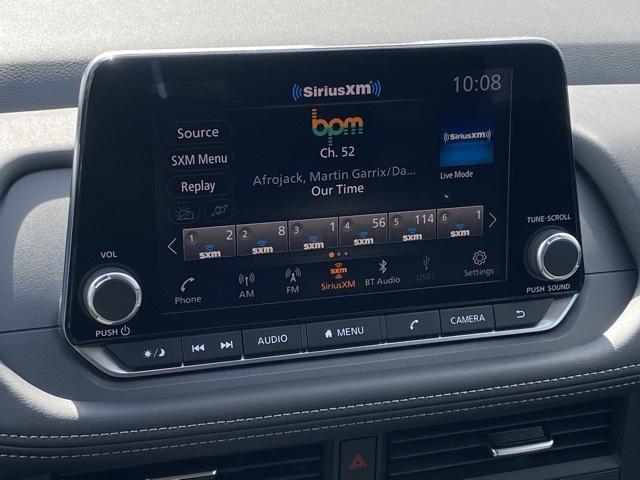 SiriusXM
10:08
bpm
Source
Ch. 52
SiriusXM
SXM Menu
Afrojack, Martin Garrix/Da...
Live Mode
Replay
Our Time
1 2 sxm
2 8 sxm
3 1 sxm
4 56 sxm
5 114 sxm
6 1 sxm
Phone
AM
FM
sxm
SiriusXM
BT Audio
USB1
Settings
VOL
PUSH
TUNE·SCROLL
PUSH SOUND
AUDIO
MENU
CAMERA